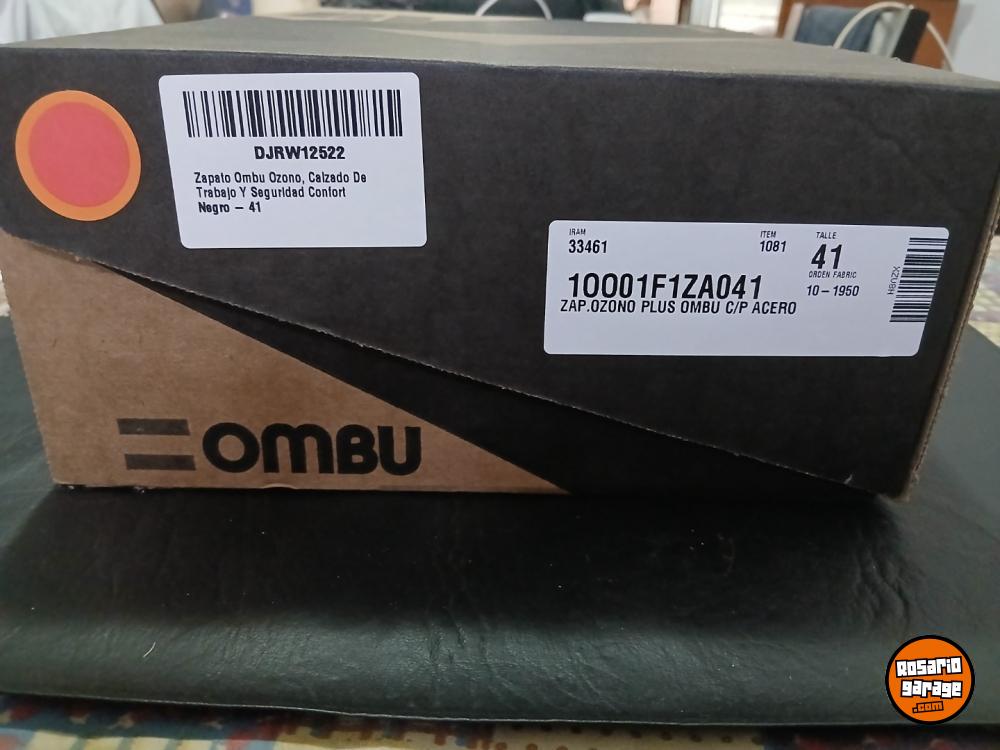 DJRW12522
Zapato Ombu Ozono, Calzado De
Trabajo Y Seguridad Confort
Negro – 41
IRAM
33461
ITEM
1081
TALLE
41
ORDEN FABRIC
10–1950
10001F1ZA041
ZAP.OZONO PLUS OMBU C/P ACERO
XZU8H
OMBU
ROSARIO
garage
.com